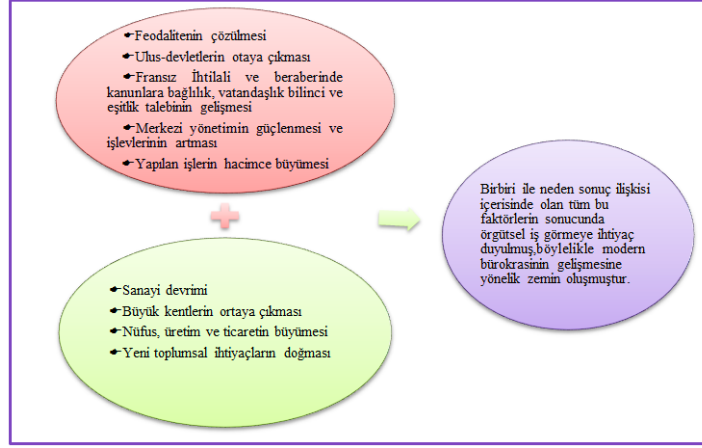 ☛Feodalitenin çözülmesi
☛Ulus-devletlerin otaya çıkması
☛Fransız İhtilali ve beraberinde
kanunlara bağlılık, vatandaşlık bilinci ve
eşitlik talebinin gelişmesi
☛Merkezi yönetimin güçlenmesi ve
işlevlerinin artması
☛Yapılan işlerin hacimce büyümesi
☛Sanayi devrimi
☛Büyük kentlerin ortaya çıkması
☛Nüfus, üretim ve ticaretin büyümesi
☛Yeni toplumsal ihtiyaçların doğması
Birbiri ile neden sonuç ilişkisi
içerisinde olan tüm bu
faktörlerin sonucunda
örgütsel iş görmeye ihtiyaç
duyulmuş,böylelikle modern
bürokrasinin gelişmesine
yönelik zemin oluşmuştur.